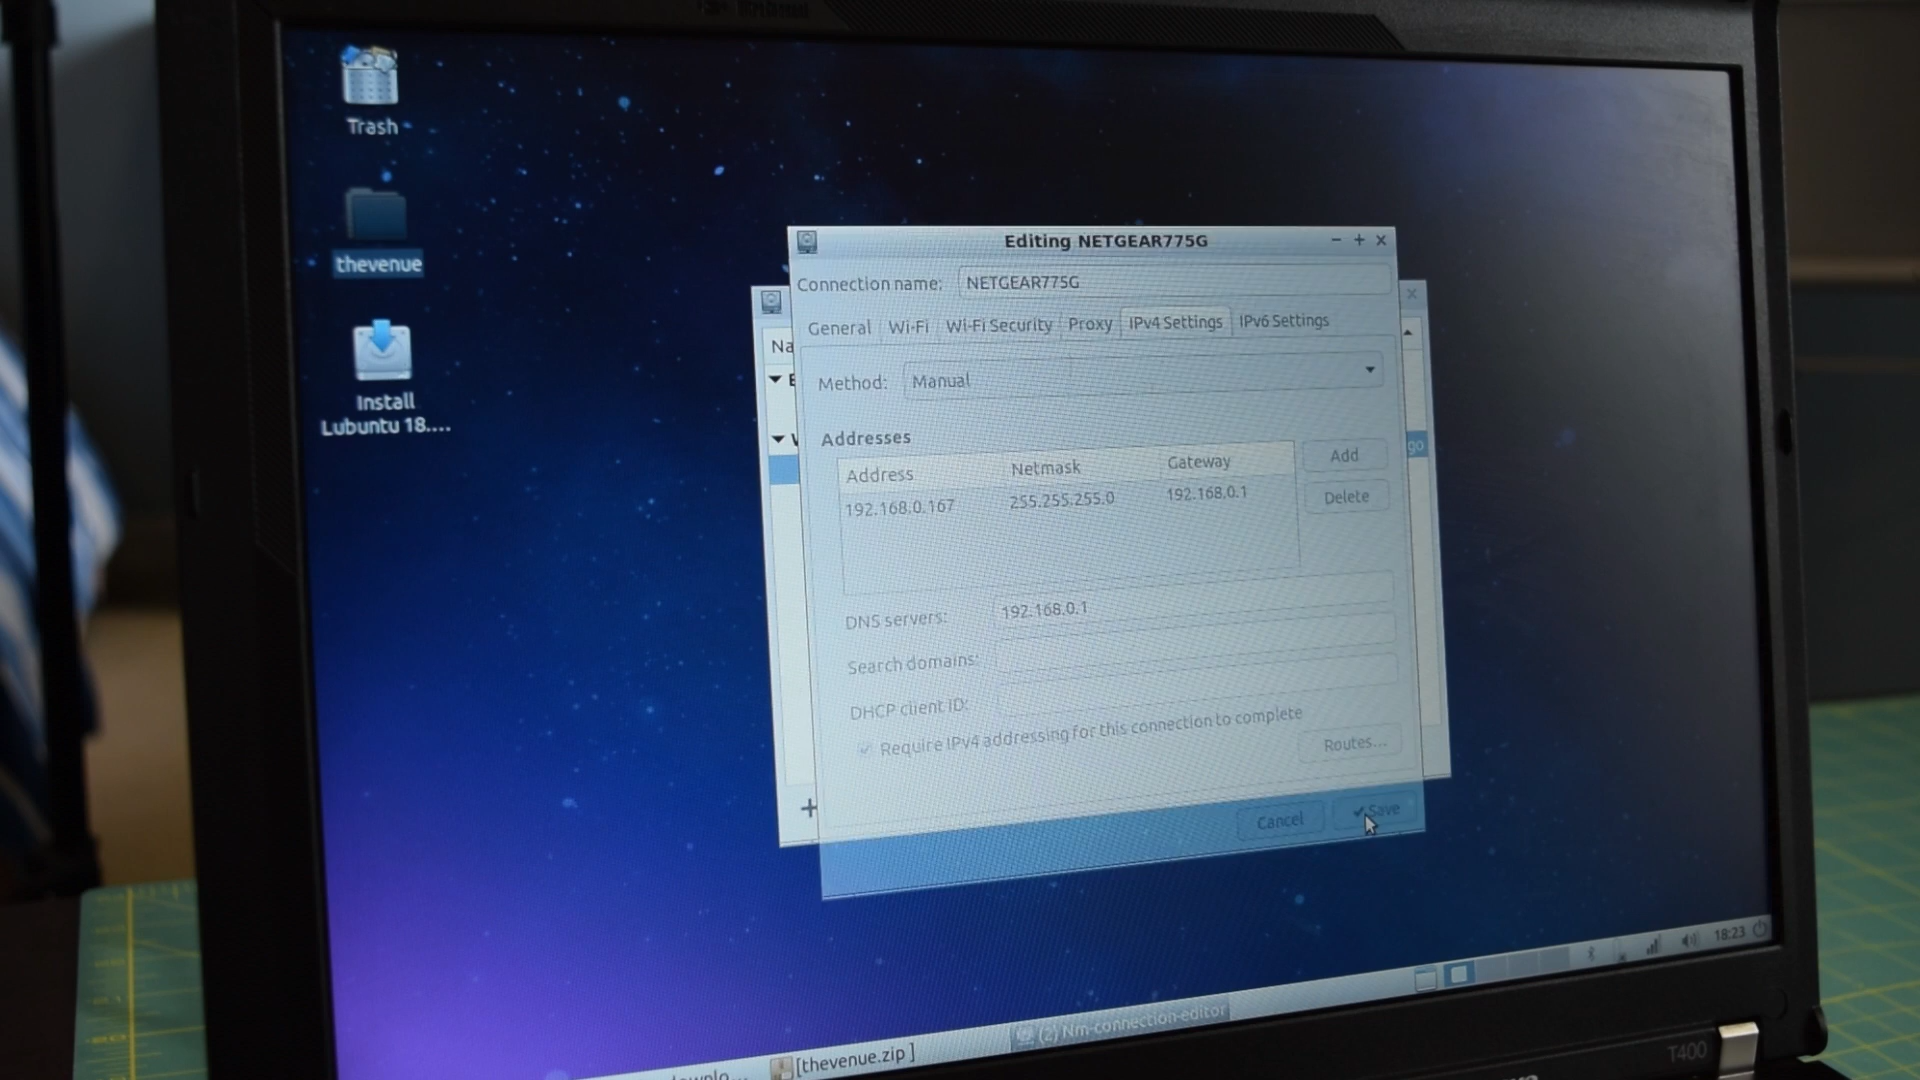 Trash
thevenue
Install
Lubuntu 18....
Editing NETGEAR775G
Connection name: NETGEAR775G
General Wi-Fi Wi-Fi Security Proxy IPv4 Settings IPv6 Settings
Na
Method: Manual
Addresses
Address Netmask Gateway
192.168.0.167 255.255.255.0 192.168.0.1
Add
Delete
go
DNS servers: 192.168.0.1
Search domains:
DHCP client ID:
Require IPv4 addressing for this connection to complete
Routes...
Cancel Save
18:23
[thevenue.zip ]
(2) Nm-connection-editor
T400